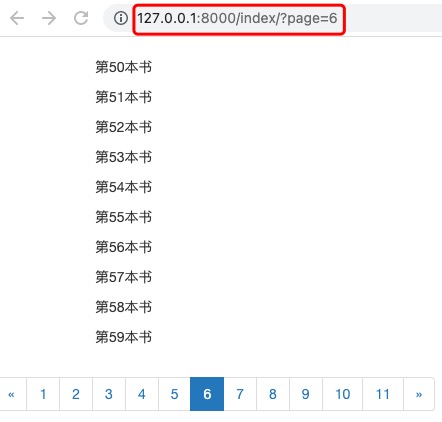 127.0.0.1:8000/index/?page=6
第50本书
第51本书
第52本书
第53本书
第54本书
第55本书
第56本书
第57本书
第58本书
第59本书
« 1 2 3 4 5 6 7 8 9 10 11 »